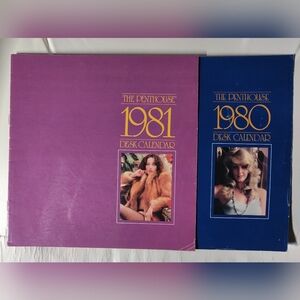 THE PENTHOUSE
1981
DESK CALENDAR
THE PENTHOUSE
1980
DESK CALENDAR